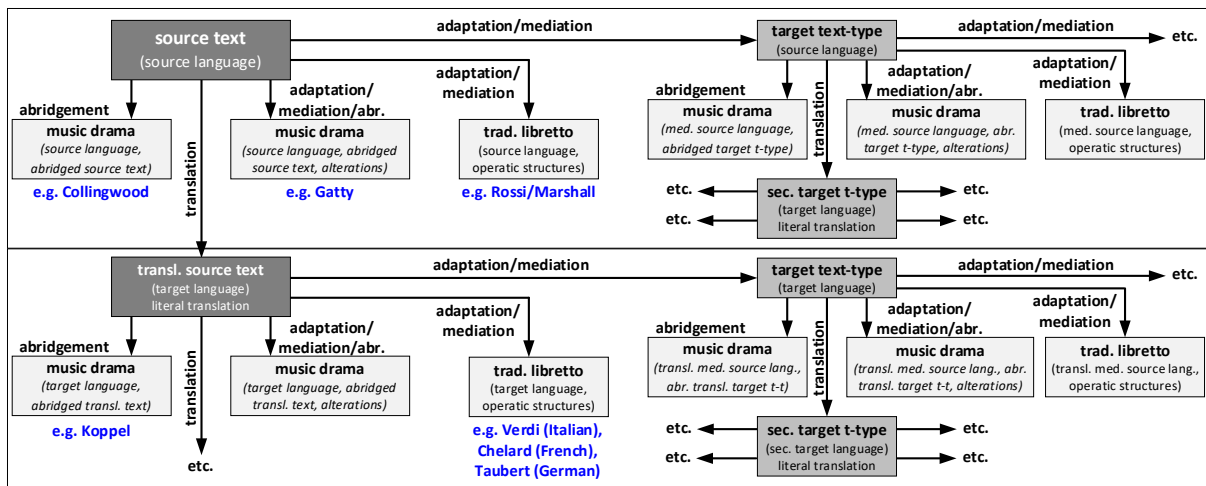 source text
(source language)
adaptation/mediation
target text-type
(source language)
adaptation/mediation
etc.
abridgement
adaptation/
mediation/abr.
adaptation/
mediation
translation
music drama
(source language,
abridged source text)
e.g. Collingwood
music drama
(source language, abridged
source text, alterations)
e.g. Gatty
trad. libretto
(source language,
operatic structures)
e.g. Rossi/Marshall
abridgement
translation
adaptation/
mediation/abr.
adaptation/
mediation
music drama
(med. source language,
abridged target t-type)
music drama
(med. source language, abr.
target t-type, alterations)
trad. libretto
(med. source language,
operatic structures)
etc.
etc.
sec. target t-type
(target language)
literal translation
etc.
etc.
transl. source text
(target language)
literal translation
adaptation/mediation
target text-type
(target language)
adaptation/mediation
etc.
abridgement
translation
adaptation/
mediation/abr.
adaptation/
mediation
music drama
(target language,
abridged transl. text)
e.g. Koppel
etc.
music drama
(target language, abridged
transl. text, alterations)
trad. libretto
(target language,
operatic structures)
e.g. Verdi (Italian),
Chelard (French),
Taubert (German)
abridgement
translation
adaptation/
mediation/abr.
adaptation/
mediation
music drama
(transl. med. source lang.,
abr. transl. target t-t)
music drama
(transl. med. source lang., abr.
transl. target t-t, alterations)
trad. libretto
(transl. med. source lang.,
operatic structures)
etc.
etc.
sec. target t-type
(sec. target language)
literal translation
etc.
etc.